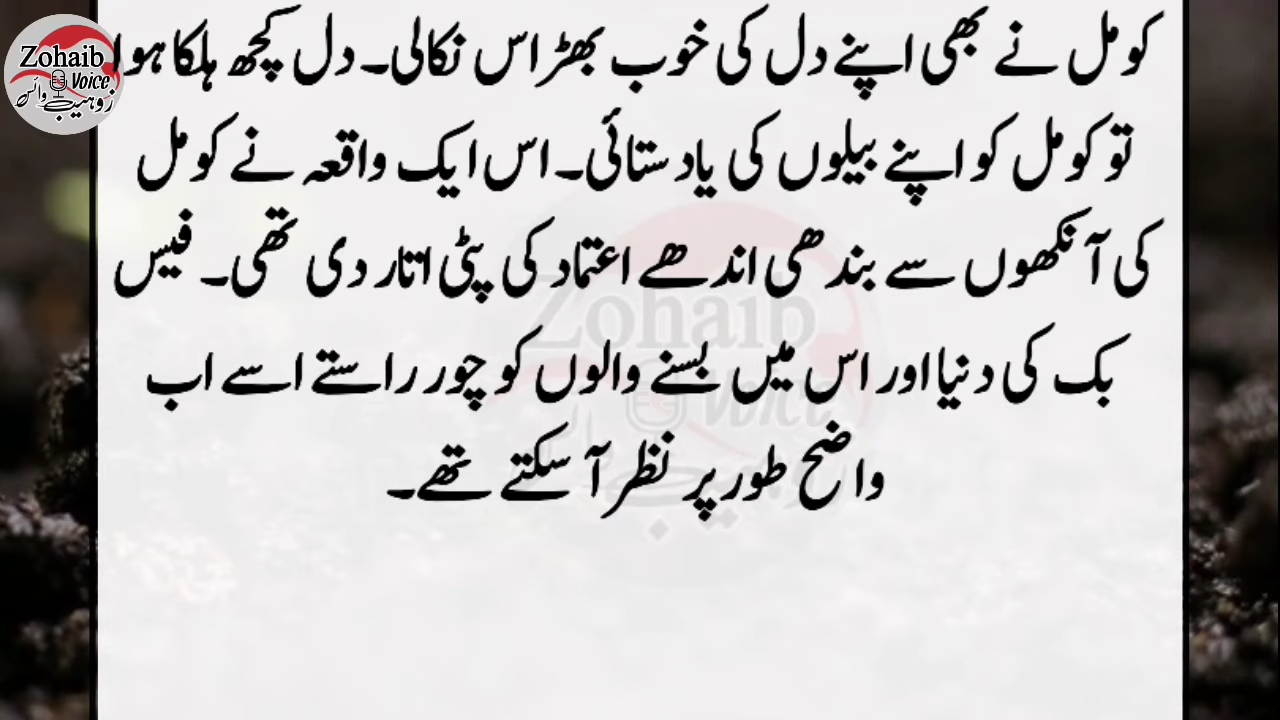 Zohaib
Voice
زوہیب وائس
کومل نے بھی اپنے دل کی خوب بھڑاس نکالی۔ دل کچھ ہلکا ہوا
تو کومل کو اپنے بیلوں کی یاد ستائی۔ اس ایک واقعہ نے کومل
کی آنکھوں سے بندھی اندھے اعتماد کی پٹی اتار دی تھی۔ فیس
بک کی دنیا اور اس میں بسنے والوں کو چور راستے اسے اب
واضح طور پر نظر آ سکتے تھے۔
Zohaib
Voice